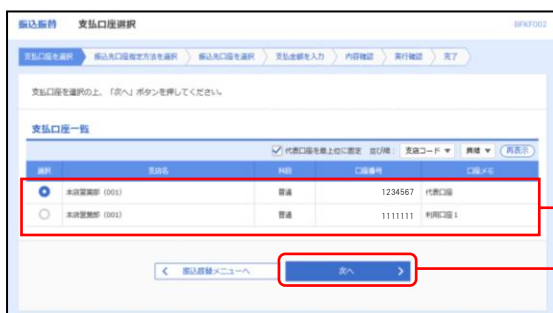 振込振替 支払口座選択 BFKF002
支払口座を選択 振込先口座指定方法を選択 振込先口座を選択 支払金額を入力 内容確認 実行確認 完了
支払口座を選択の上、「次へ」ボタンを押してください。
支払口座一覧
代表口座を最上位に固定 並び順: 支店コード 昇順 再表示
選択 支店名 科目 口座番号 口座メモ
本店営業部 (001) 普通 1234567 代表口座
本店営業部 (001) 普通 1111111 利用口座1
振込振替メニューへ 次へ